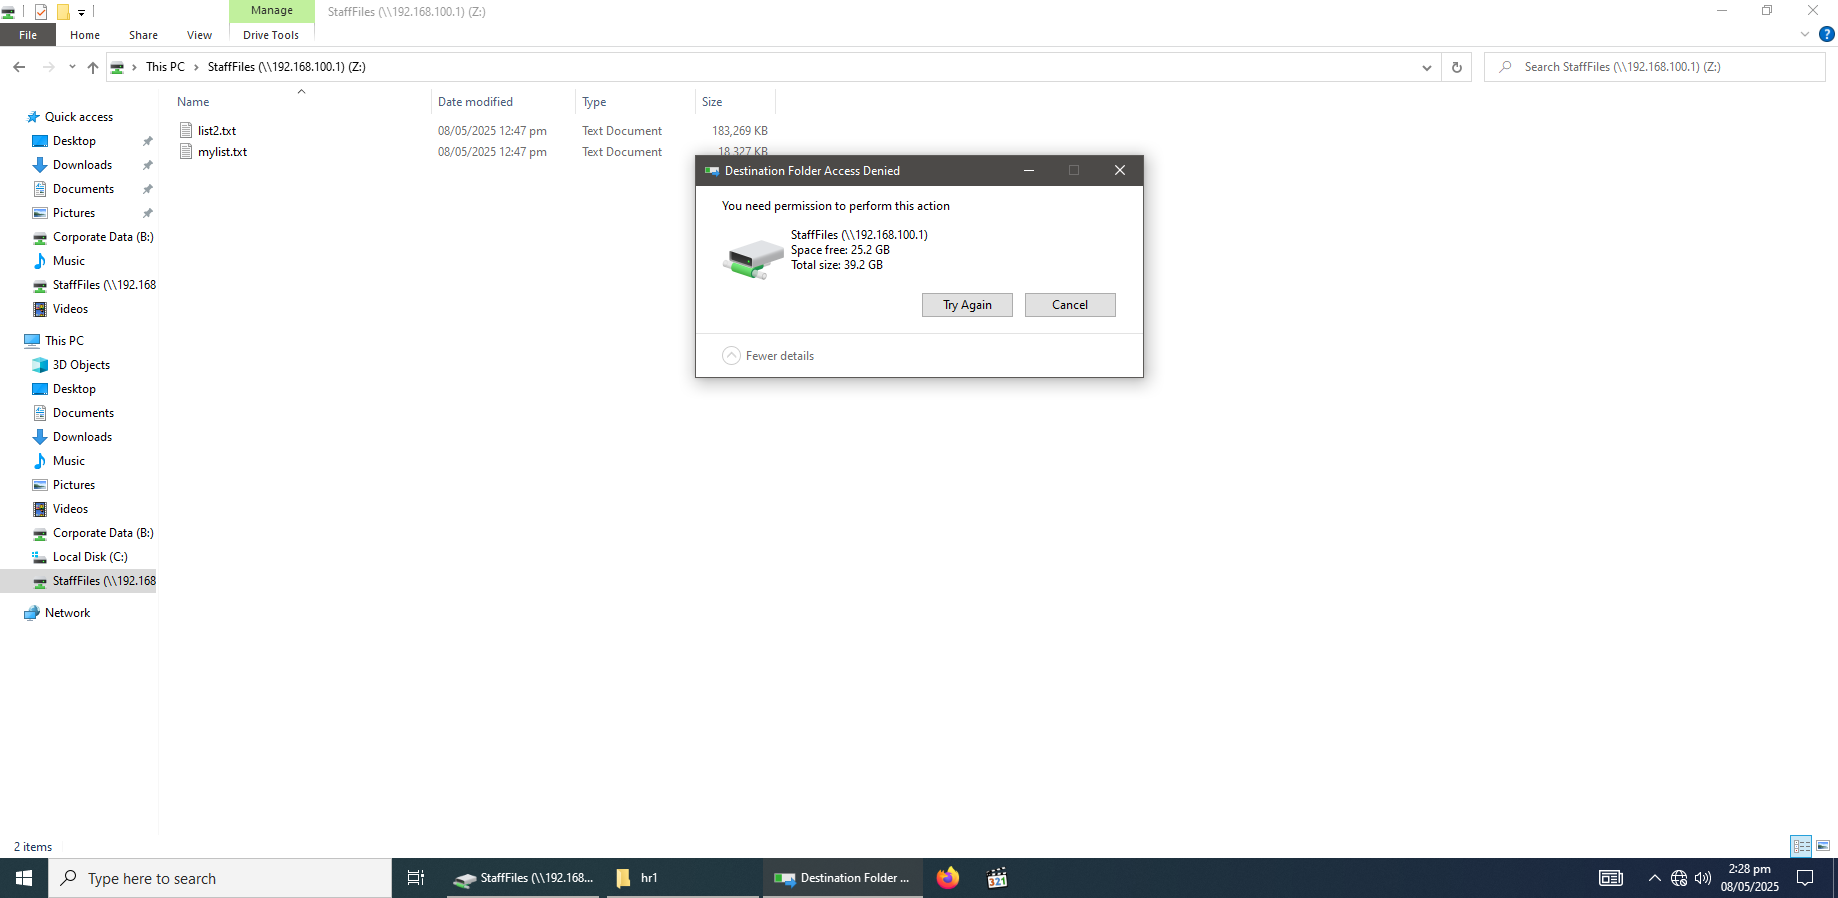 Manage
StaffFiles (\\192.168.100.1) (Z:)
File
Home
Share
View
Drive Tools
?
This PC
StaffFiles (\\192.168.100.1) (Z:)
Search StaffFiles (\\192.168.100.1) (Z:)
Name
Date modified
Type
Size
list2.txt
08/05/2025 12:47 pm
Text Document
183,269 KB
mylist.txt
08/05/2025 12:47 pm
Text Document
18,327 KB
Quick access
Desktop
Downloads
Documents
Pictures
Corporate Data (B:)
Music
StaffFiles (\\192.168
Videos
This PC
3D Objects
Desktop
Documents
Downloads
Music
Pictures
Videos
Corporate Data (B:)
Local Disk (C:)
StaffFiles (\\192.168
Network
Destination Folder Access Denied
You need permission to perform this action
StaffFiles (\\192.168.100.1)
Space free: 25.2 GB
Total size: 39.2 GB
Try Again
Cancel
Fewer details
2 items
Type here to search
StaffFiles (\\192.168...
hr1
Destination Folder ...
321
2:28 pm
08/05/2025